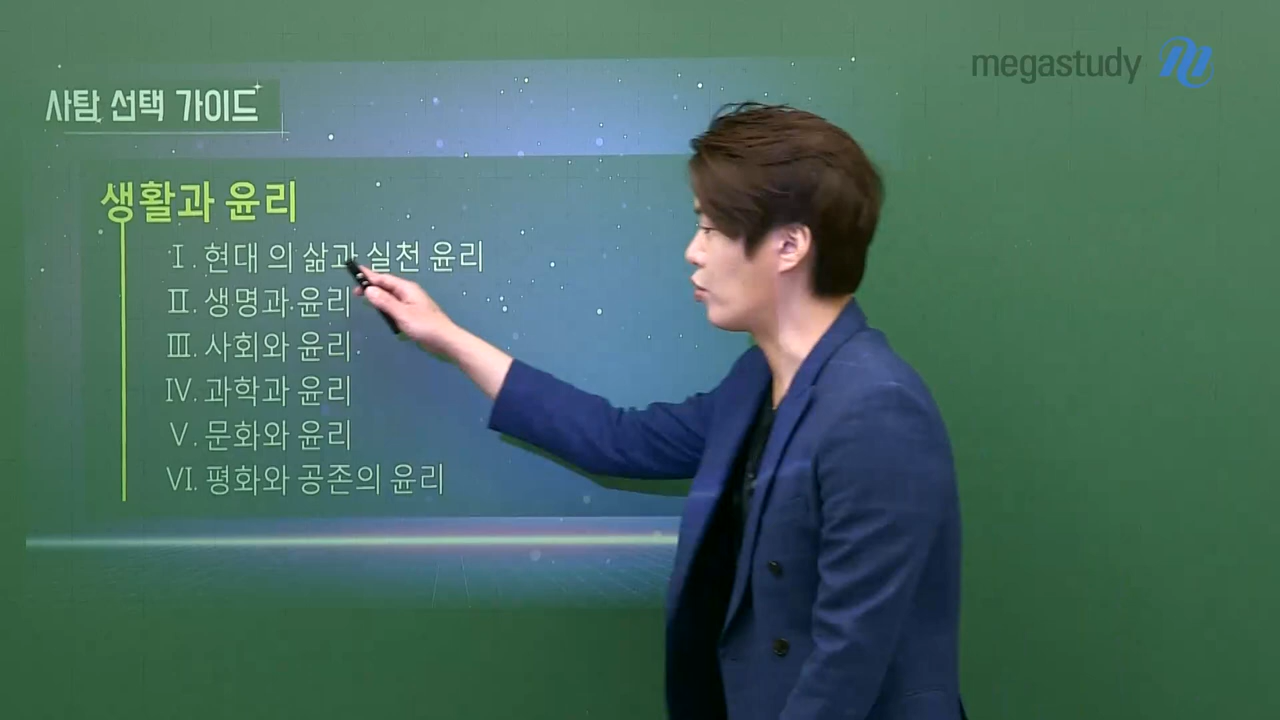 megastudy
사탐 선택 가이드
생활과 윤리
Ⅰ. 현대 의 삶과 실천 윤리
Ⅱ. 생명과 윤리
Ⅲ. 사회와 윤리
Ⅳ. 과학과 윤리
Ⅴ. 문화와 윤리
Ⅵ. 평화와 공존의 윤리